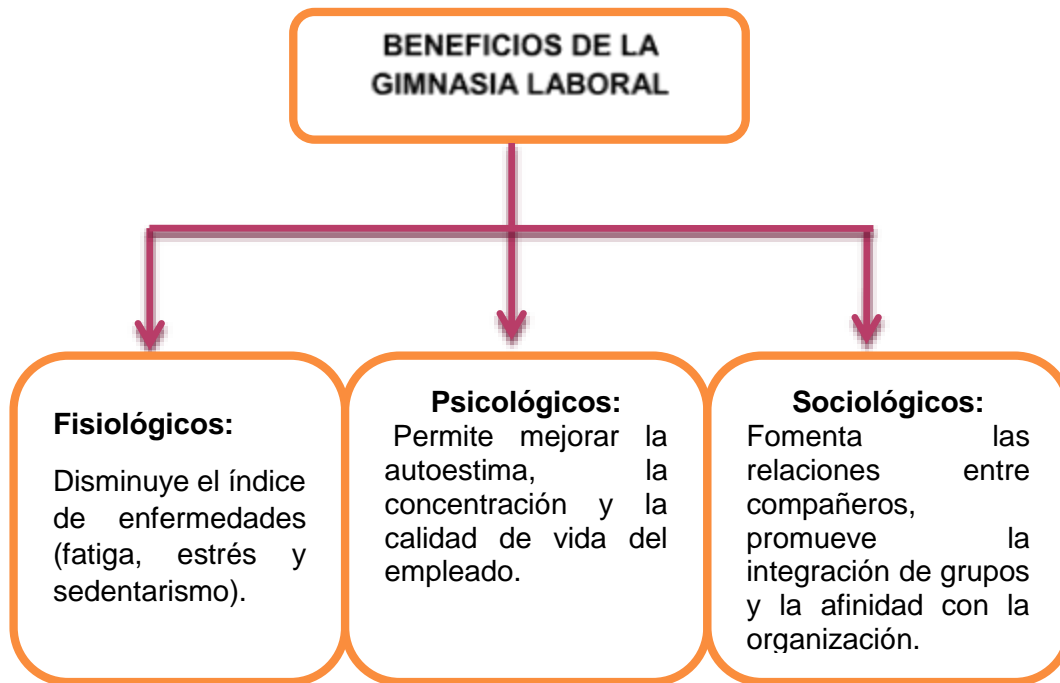 BENEFICIOS DE LA
GIMNASIA LABORAL
Fisiológicos:
Disminuye el índice
de enfermedades
(fatiga, estrés y
sedentarismo).
Psicológicos:
Permite mejorar la
autoestima, la
concentración y la
calidad de vida del
empleado.
Sociológicos:
Fomenta las
relaciones entre
compañeros,
promueve la
integración de grupos
y la afinidad con la
organización.